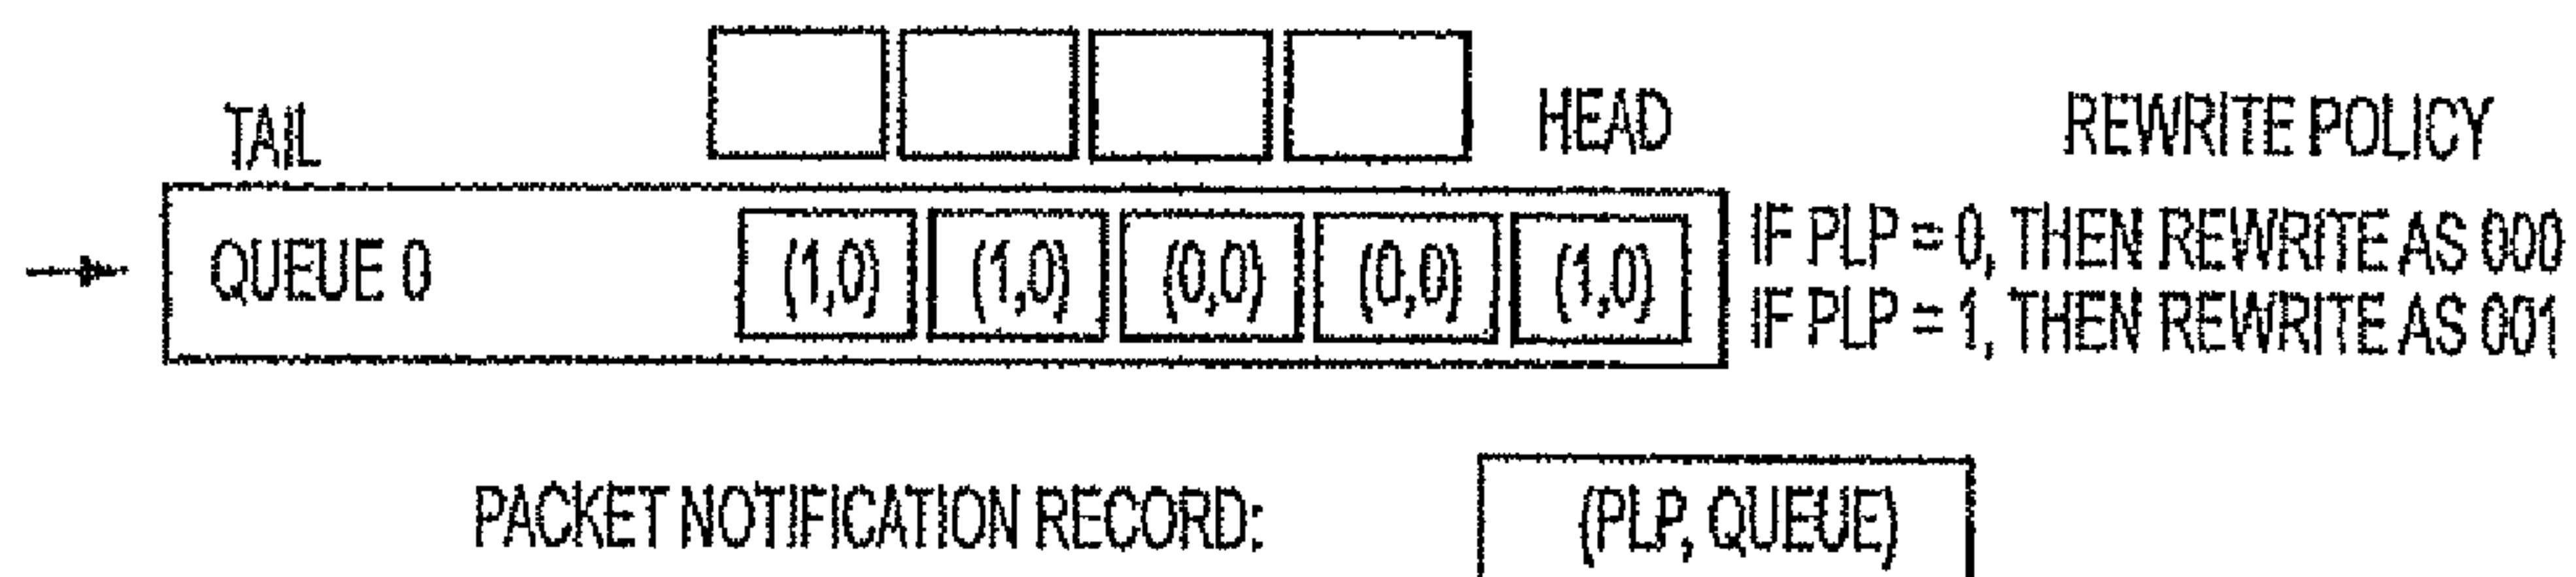 TAIL HEAD REWRITE POLICY
QUEUE 0 (1,0) (1,0) (0,0) (0,0) (1,0)
IF PLP = 0, THEN REWRITE AS 000
IF PLP = 1, THEN REWRITE AS 001
PACKET NOTIFICATION RECORD: (PLP, QUEUE)